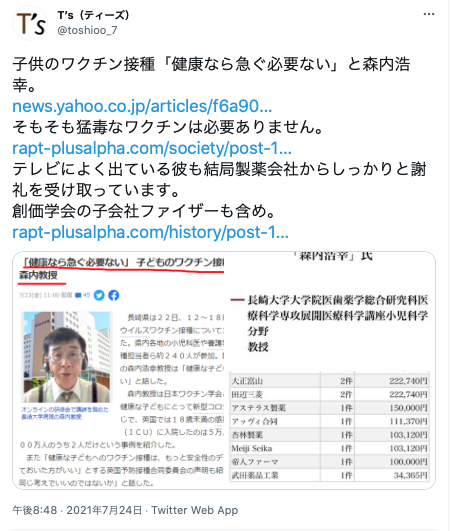 T's
T’s（ティーズ）
@toshioo_7
子供のワクチン接種「健康なら急ぐ必要ない」と森内浩
幸。
news.yahoo.co.jp/articles/f6a90...
そもそも猛毒なワクチンは必要ありません。
rapt-plusalpha.com/society/post-1...
テレビによく出ている彼も結局製薬会社からしっかりと謝
礼を受け取っています。
創価学会の子会社ファイザーも含め。
rapt-plusalpha.com/history/post-1...
「健康なら急ぐ必要ない」 子どものワクチン接
森内教授
7/23(金) 11:00 配信
45
長崎県は２２日、１２～１８
ウイルスワクチン接種について
た。県内各地の小児科医や養護
種担当者ら約２４０人が参加。
の森内浩幸教授は「健康な子ど
い」と話した。
森内教授は日本ワクチン学会
健康な子どもにとって新型コロ
じで、英国では１８歳未満の感
（ＩＣＵ）に入院したのは５万
オンラインの研修会で講師を務めた
長崎大学病院の森内教授
００万人のうち２人だけという事例を紹介した。
また「健康な子どもへのワクチン接種は、もっと安全性のデ
ておいた方がいい」とする英国予防接種合同委員会の声明も紹
同じ考えでいいのではないか」と話した。
「森内浩幸」氏
長崎大学大学院医歯薬学総合研究科医
療科学専攻展開医療科学講座小児科学
分野
教授
大正富山 2件 222,740円
田辺三菱 2件 222,740円
アステラス製薬 1件 150,000円
アッヴィ合同 1件 111,370円
杏林製薬 1件 103,120円
Meiji Seika 1件 103,120円
帝人ファーマ 1件 100,000円
武田薬品工業 1件 34,365円
午後8:48 · 2021年7月24日 · Twitter Web App